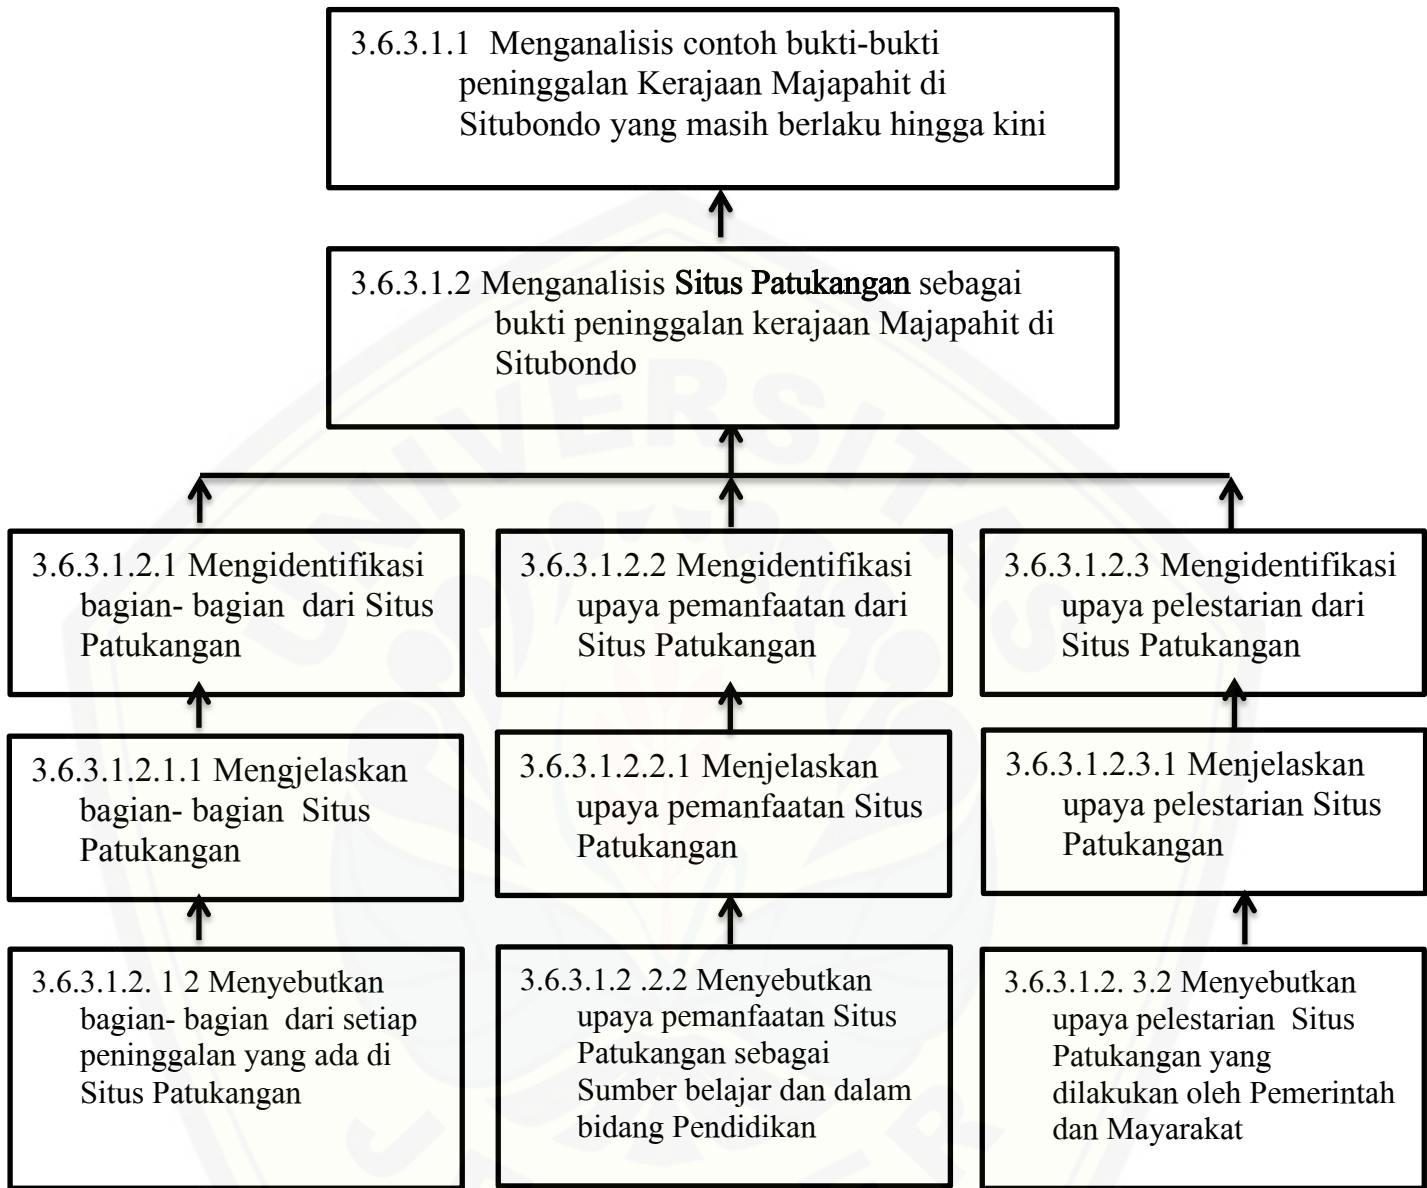 3.6.3.1.1 Menganalisis contoh bukti-bukti
peninggalan Kerajaan Majapahit di
Situbondo yang masih berlaku hingga kini
3.6.3.1.2 Menganalisis Situs Patukangan sebagai
bukti peninggalan kerajaan Majapahit di
Situbondo
3.6.3.1.2.1 Mengidentifikasi
bagian- bagian dari Situs
Patukangan
3.6.3.1.2.2 Mengidentifikasi
upaya pemanfaatan dari
Situs Patukangan
3.6.3.1.2.3 Mengidentifikasi
upaya pelestarian dari
Situs Patukangan
3.6.3.1.2.1.1 Mengjelaskan
bagian- bagian Situs
Patukangan
3.6.3.1.2.2.1 Menjelaskan
upaya pemanfaatan Situs
Patukangan
3.6.3.1.2.3.1 Menjelaskan
upaya pelestarian Situs
Patukangan
3.6.3.1.2. 1 2 Menyebutkan
bagian- bagian dari setiap
peninggalan yang ada di
Situs Patukangan
3.6.3.1.2 .2.2 Menyebutkan
upaya pemanfaatan Situs
Patukangan sebagai
Sumber belajar dan dalam
bidang Pendidikan
3.6.3.1.2. 3.2 Menyebutkan
upaya pelestarian Situs
Patukangan yang
dilakukan oleh Pemerintah
dan Mayarakat
UNIVERSITAS
JEMBER